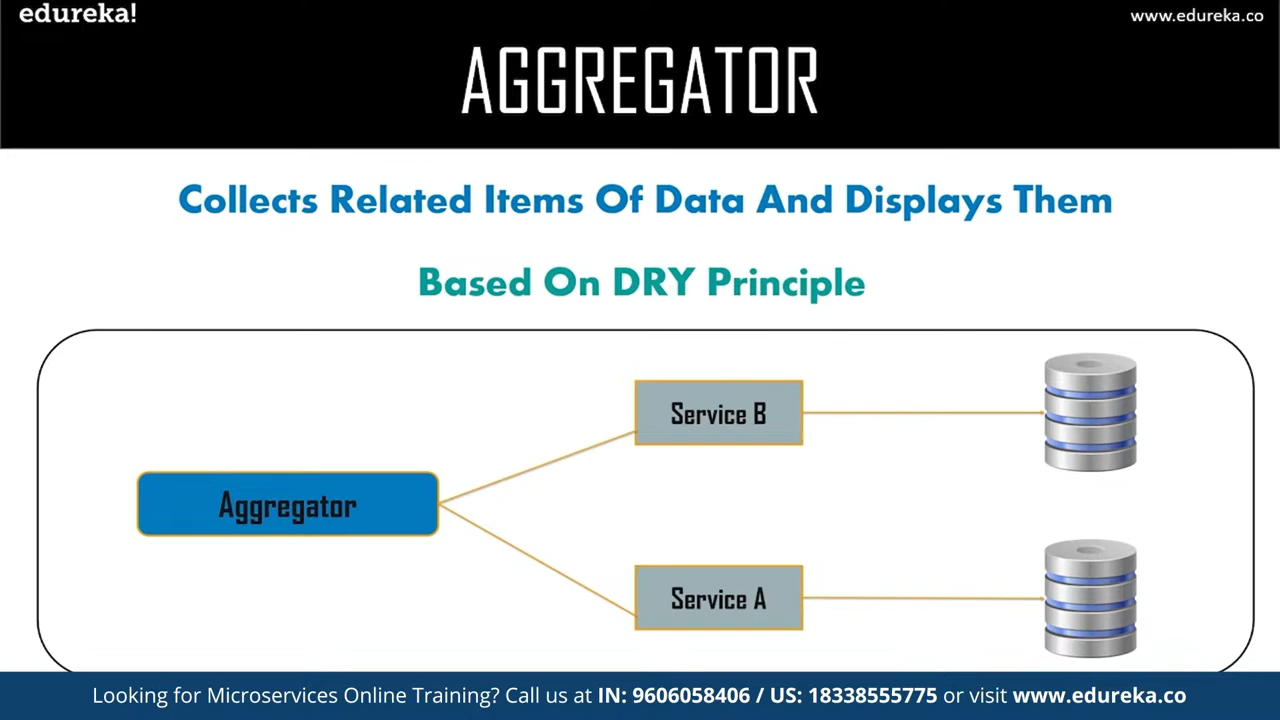 edureka!
www.edureka.co
AGGREGATOR
Collects Related Items Of Data And Displays Them
Based On DRY Principle
Service B
Aggregator
Service A
Looking for Microservices Online Training? Call us at IN: 9606058406 / US: 18338555775 or visit www.edureka.co